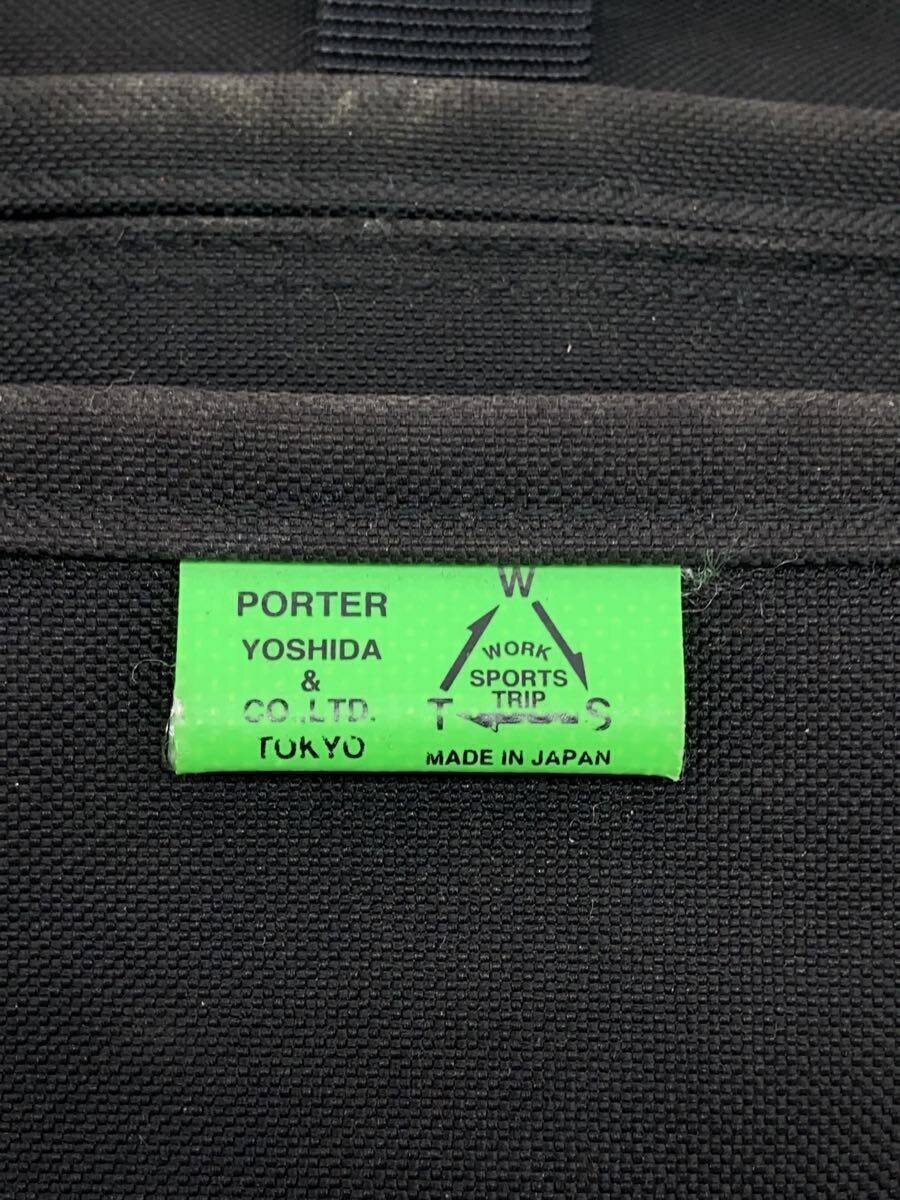 PORTER
YOSHIDA
&
CO.,LTD.
TOKYO
W
WORK
SPORTS
TRIP
T S
MADE IN JAPAN